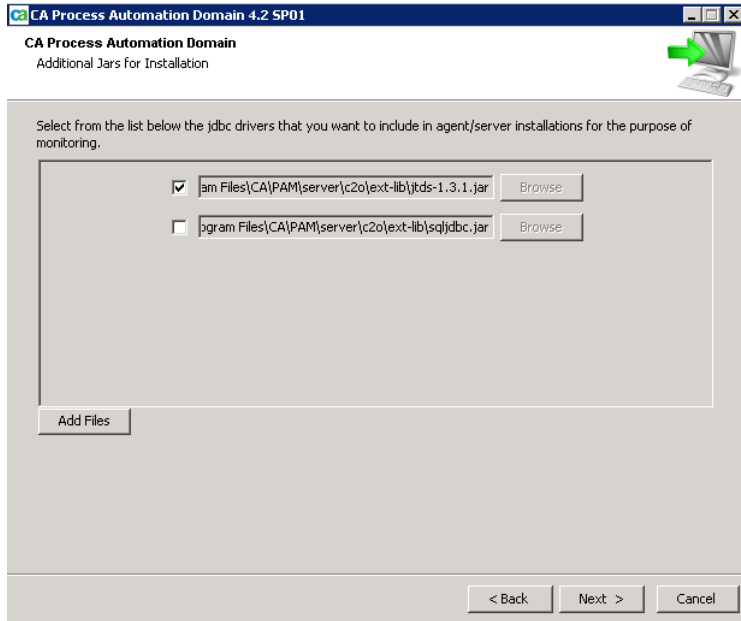 ca CA Process Automation Domain 4.2 SP01
CA Process Automation Domain
Additional Jars for Installation
Select from the list below the jdbc drivers that you want to include in agent/server installations for the purpose of
monitoring.
am Files\CA\PAM\server\c2o\ext-lib\jtds-1.3.1.jar Browse
ogram Files\CA\PAM\server\c2o\ext-lib\sqljdbc.jar Browse
Add Files
< Back Next > Cancel